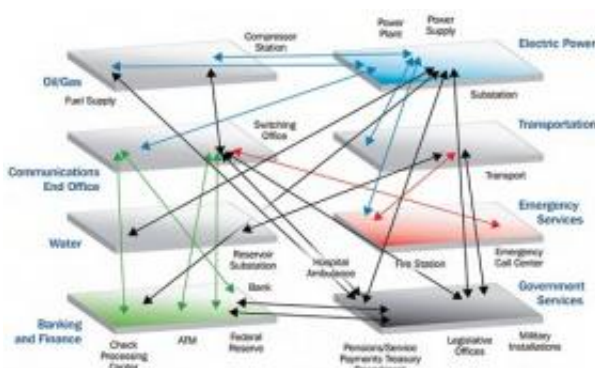 Compressor
Station
Power
Plant
Power
Supply
Electric Power
Oil/Gas
Fuel Supply
Substation
Switching
Office
Transportation
Communications
End Office
Transport
Emergency
Services
Water
Reservoir
Substation
Hospital
Ambulance
Fire Station
Emergency
Call Center
Bank
Government
Services
Banking
and Finance
Check
Processing
Center
ATM
Federal
Reserve
Pensions/Service
Payments Treasury
Legislative
Offices
Military
Installations